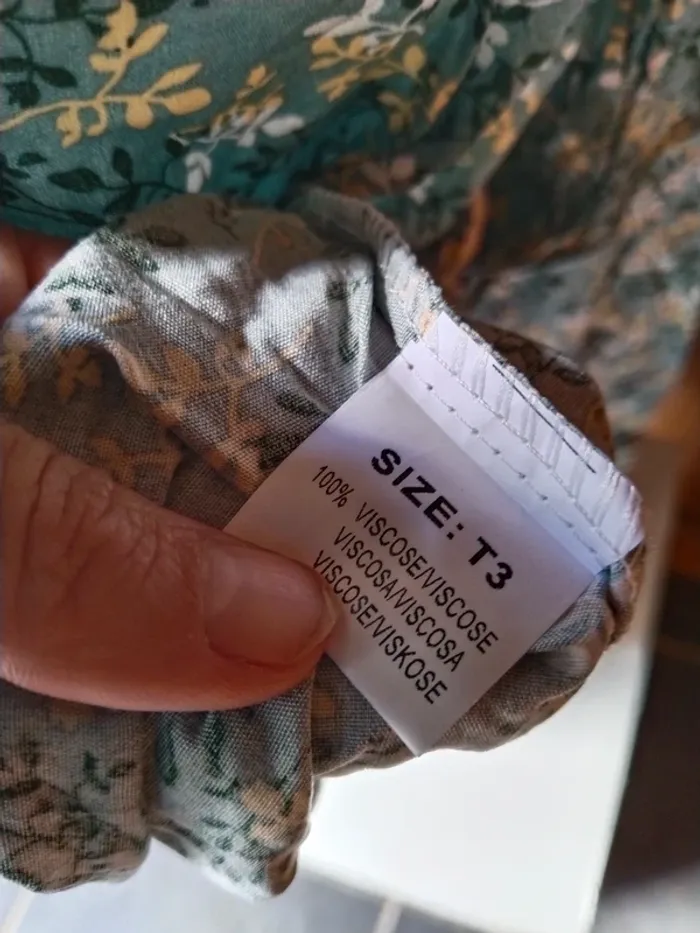 SIZE: T3
100% VISCOSE/VISCOSE
VISCOSA/VISCOSA
VISCOSE/VISKOSE